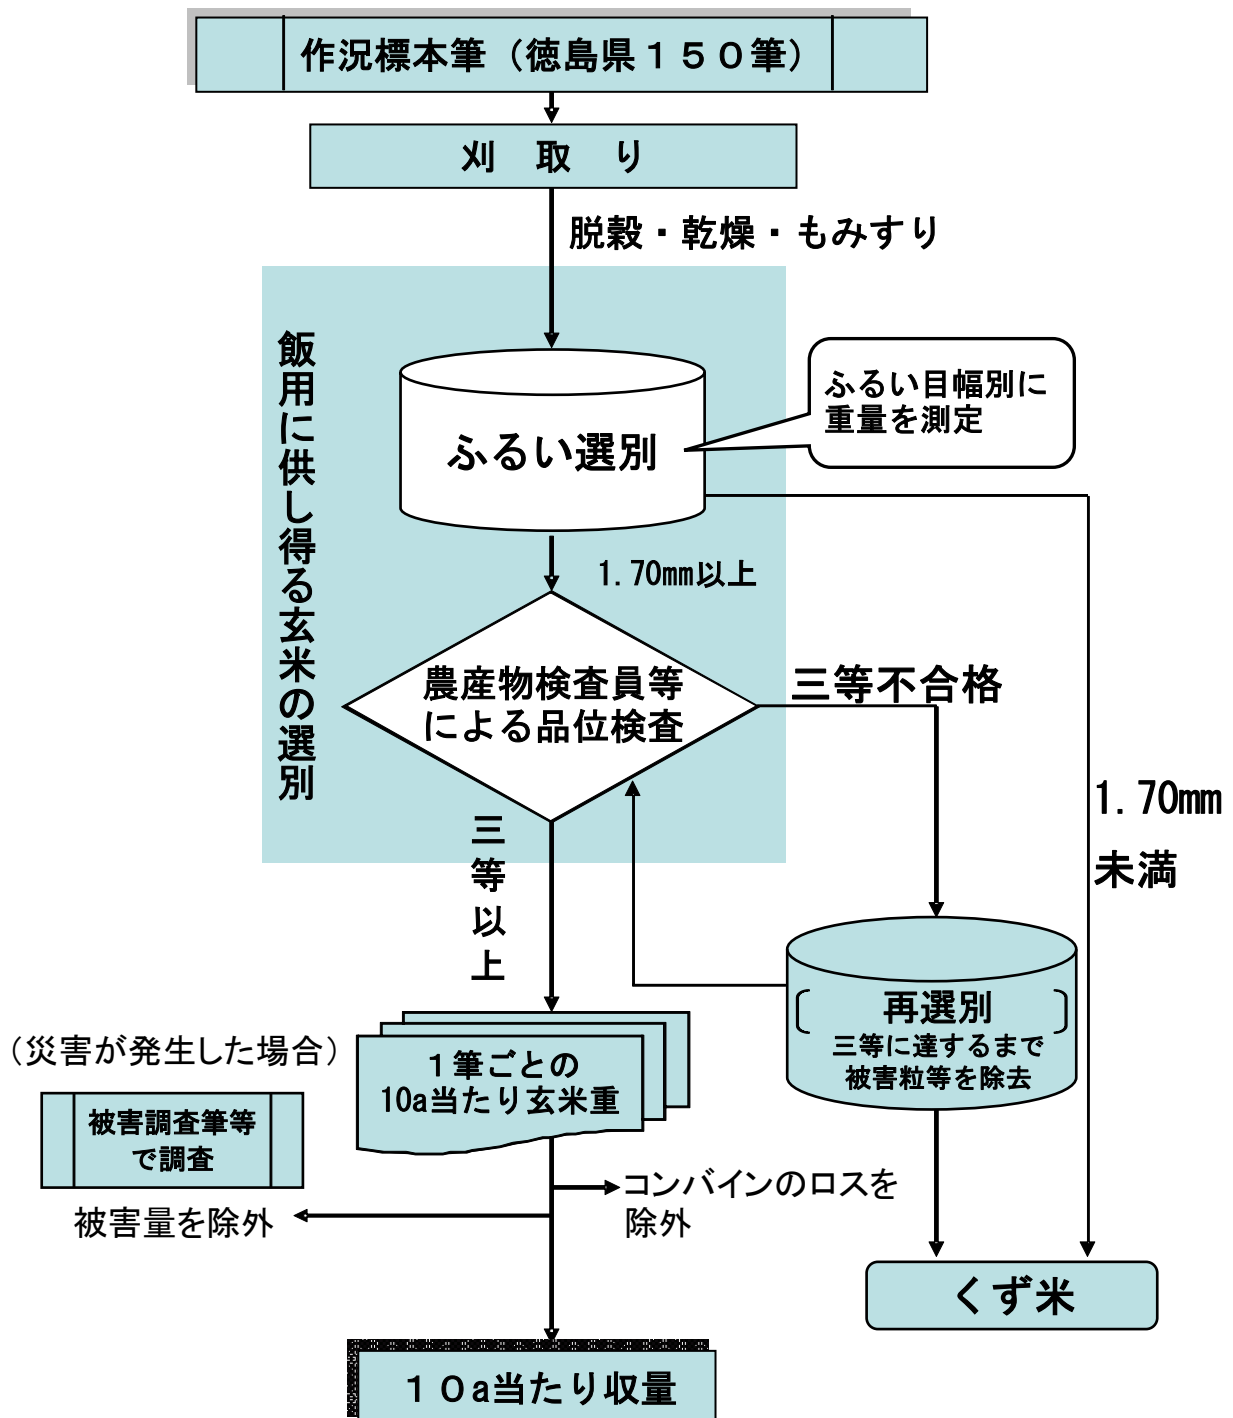 作況標本筆（徳島県１５０筆）
刈　取　り
脱穀・乾燥・もみすり
飯用に供し得る玄米の選別
ふるい目幅別に
重量を測定
ふるい選別
1.70mm以上
農産物検査員等
による品位検査
三等不合格
1.70mm
未満
三等以上
再選別
三等に達するまで
被害粒等を除去
（災害が発生した場合）
１筆ごとの
10a当たり玄米重
被害調査筆等
で調査
コンバインのロスを
除外
被害量を除外
くず米
１０a当たり収量